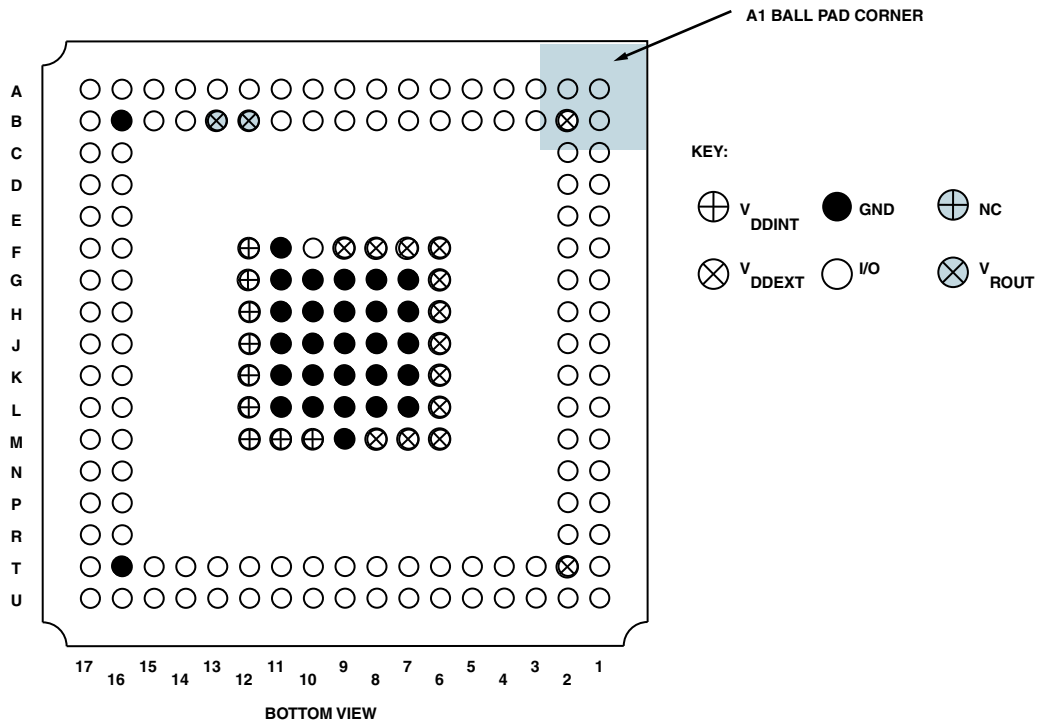 A1 BALL PAD CORNER
A
B
C
D
E
F
G
H
J
K
L
M
N
P
R
T
U
KEY:
V DDINT
GND
NC
V DDEXT
I/O
V ROUT
17 16 15 14 13 12 11 10 9 8 7 6 5 4 3 2 1
BOTTOM VIEW